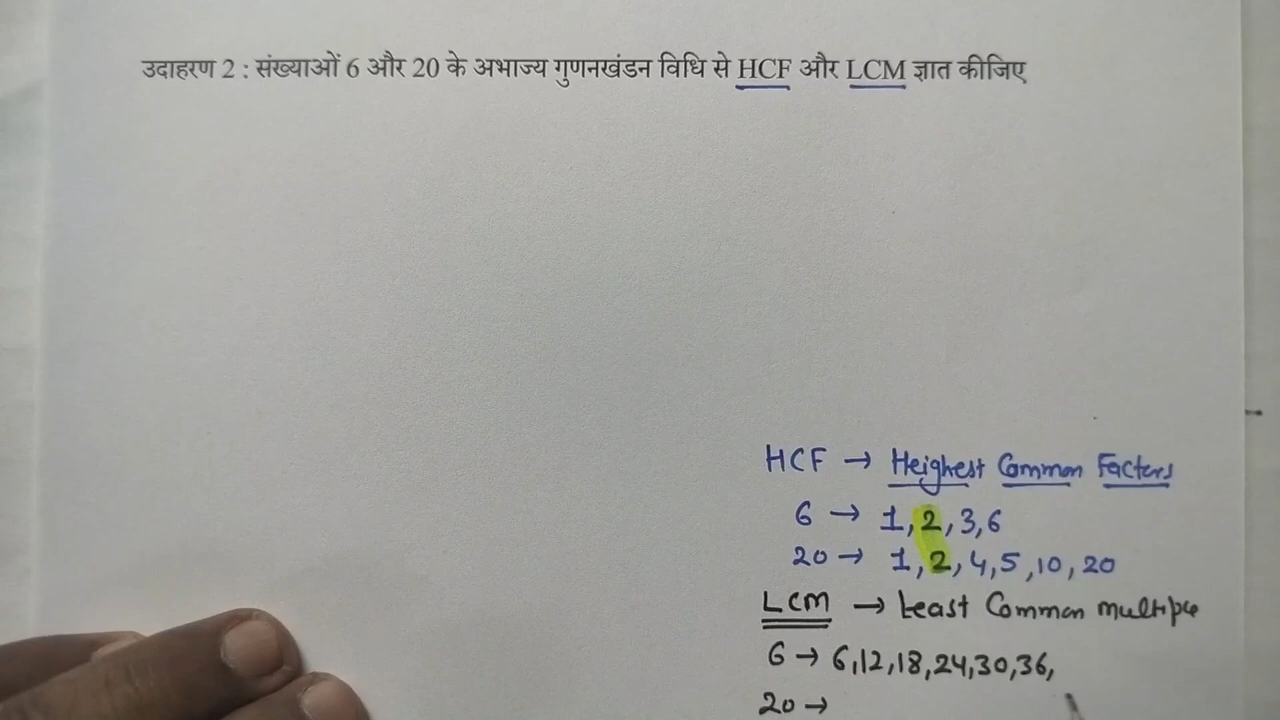 उदाहरण 2 : संख्याओं 6 और 20 के अभाज्य गुणनखंडन विधि से HCF और LCM ज्ञात कीजिए
HCF → Heighest Common Factors
6 → 1, 2, 3, 6
20 → 1, 2, 4, 5, 10, 20
LCM → Least Common multiple
6 → 6, 12, 18, 24, 30, 36,
20 →